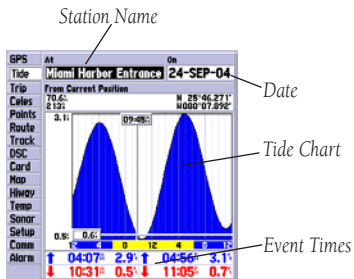 Station Name
GPS At On
Tide Miami Harbor Entrance 24-SEP-04
Date
Trip From Current Position
Celes 70.6 N 25°46.271'
Points 213 W080°07.892'
Route 3.1 09:45
Track
Tide Chart
DSC
Card
Map
Hiway
Temp
Sonar
Setup 0.5 0.6
Comm 12 4 8 12 4 8 12
Event Times
Alarm 04:07 2.9 04:56 3.1
10:31 0.5 11:05 0.7